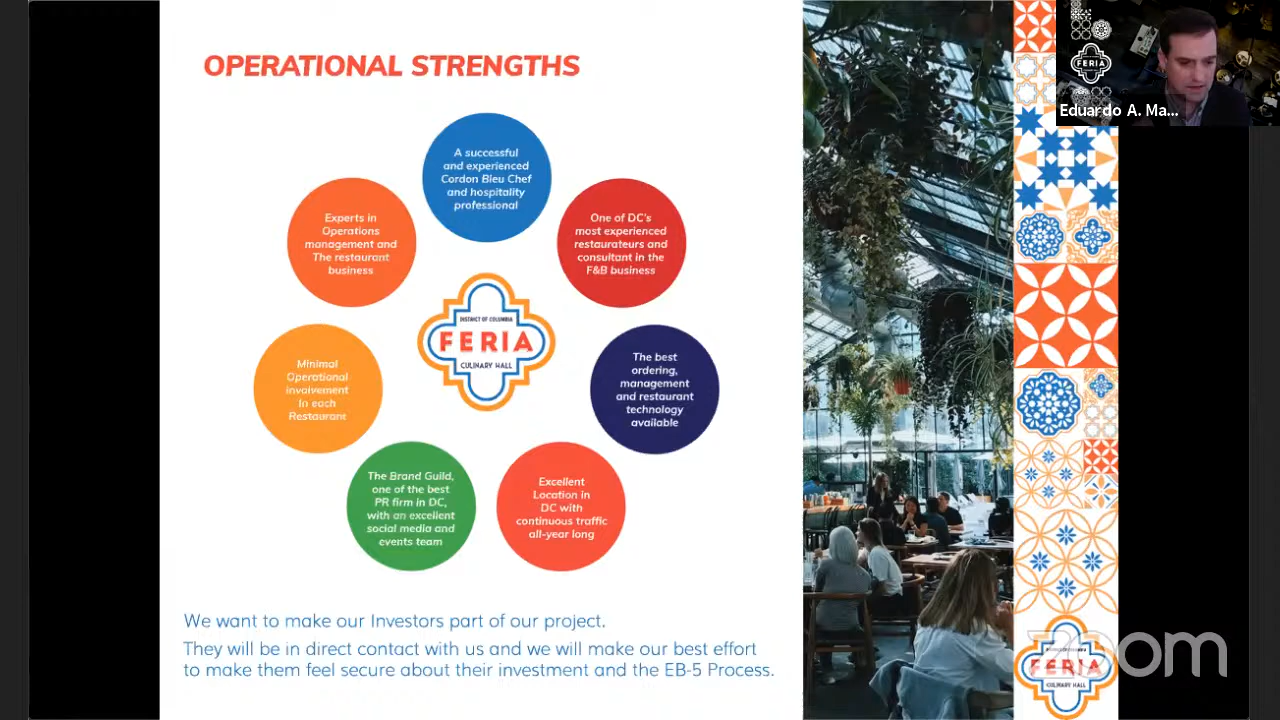 OPERATIONAL STRENGTHS
A successful
and experienced
Cordon Bleu Chef
and hospitality
professional
Experts in
Operations
management and
The restaurant
business
One of DC's
most experienced
restaurateurs and
consultant in the
F&B business
DISTRICT OF COLUMBIA
FERIA
CULINARY HALL
Minimal
Operational
involvement
in each
Restaurant
The best
ordering,
management
and restaurant
technology
available
The Brand Guild,
one of the best
PR firm in DC,
with an excellent
social media and
events team
Excellent
Location in
DC with
continuous traffic
all-year long
We want to make our Investors part of our project.
They will be in direct contact with us and we will make our best effort
to make them feel secure about their investment and the EB-5 Process.
FERIA
Eduardo A. Ma...
zoom
FERIA
CULINARY HALL